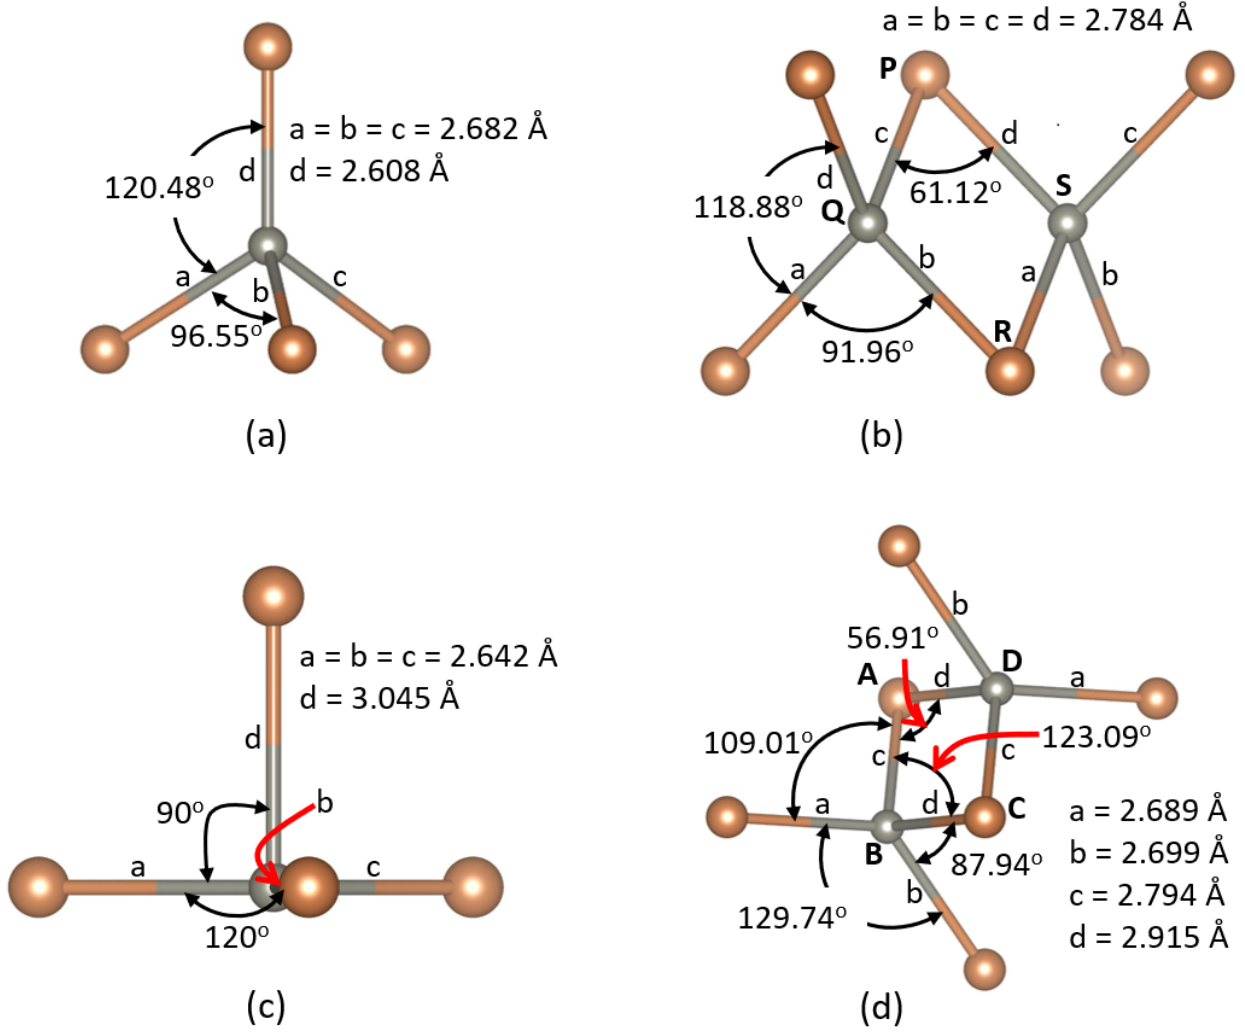 a = b = c = d = 2.784 Å
P
a = b = c = 2.682 Å
d = 2.608 Å
d
120.48°
a
b
c
96.55°
(a)
c
d
c
d
S
61.12°
118.88°
Q
a
b
a
b
R
91.96°
(b)
a = b = c = 2.642 Å
d = 3.045 Å
d
90°
b
a
c
120°
(c)
b
56.91°
D
A
d
a
109.01°
c
123.09°
c
a
d
C
a = 2.689 Å
B
87.94°
b = 2.699 Å
b
c = 2.794 Å
129.74°
d = 2.915 Å
(d)